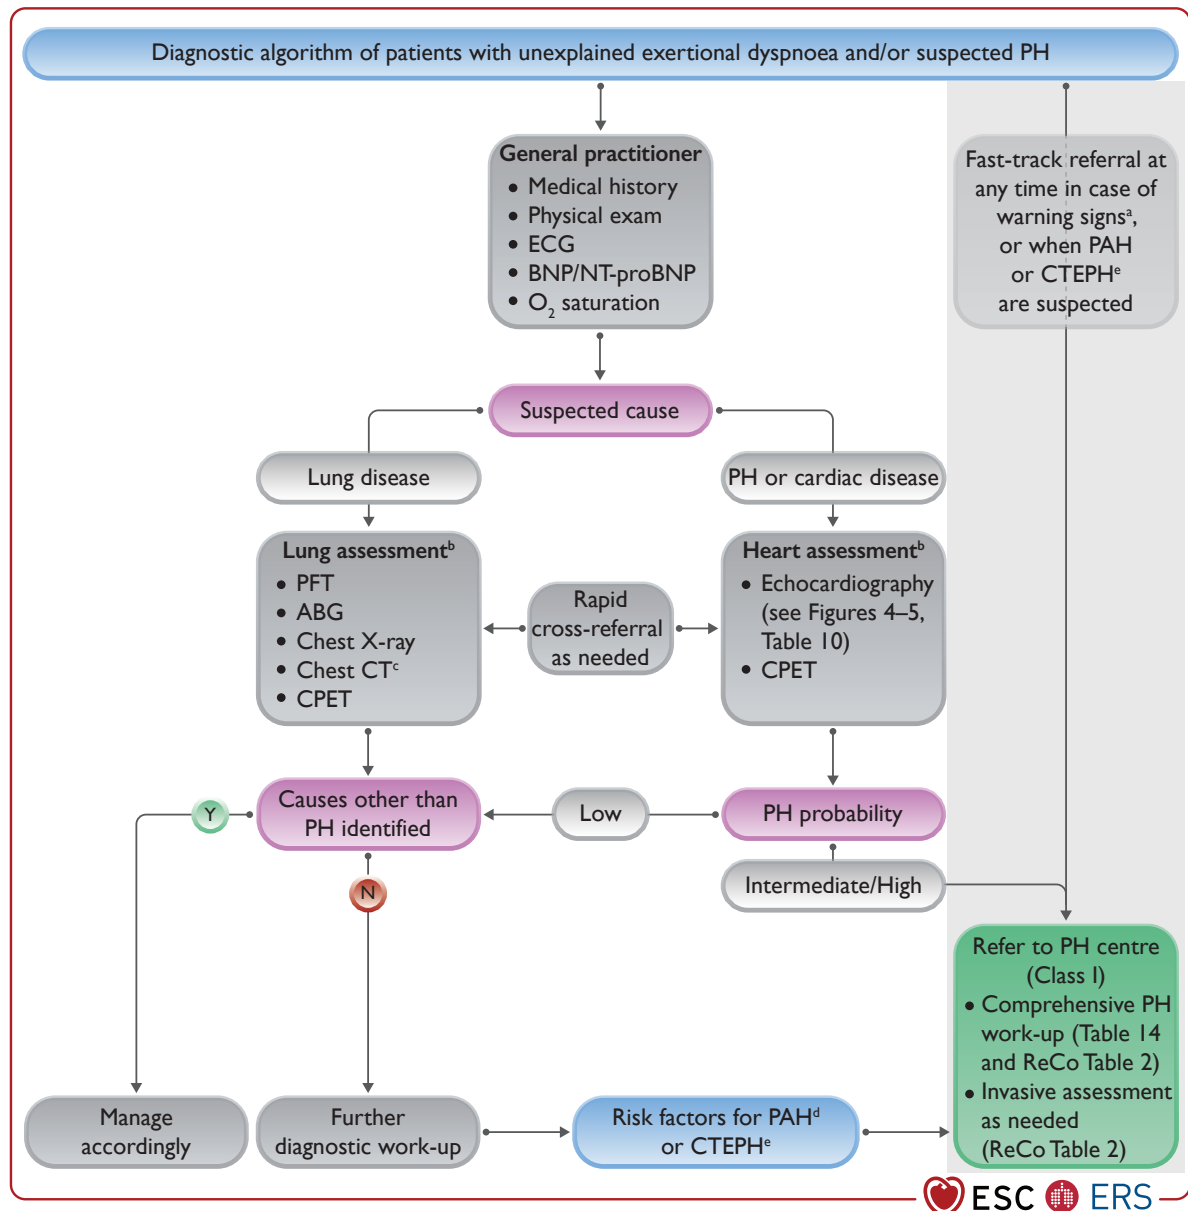 Diagnostic algorithm of patients with unexplained exertional dyspnoea and/or suspected PH
General practitioner
• Medical history
• Physical exam
• ECG
• BNP/NT-proBNP
• O₂ saturation
Fast-track referral at
any time in case of
warning signsᵃ,
or when PAH
or CTEPHᵉ
are suspected
Suspected cause
Lung disease
PH or cardiac disease
Lung assessmentᵇ
• PFT
• ABG
• Chest X-ray
• Chest CTᶜ
• CPET
Rapid
cross-referral
as needed
Heart assessmentᵇ
• Echocardiography
(see Figures 4–5,
Table 10)
• CPET
Y
Causes other than
PH identified
Low
PH probability
N
Intermediate/High
Refer to PH centre
(Class I)
• Comprehensive PH
work-up (Table 14
and ReCo Table 2)
• Invasive assessment
as needed
(ReCo Table 2)
Manage
accordingly
Further
diagnostic work-up
Risk factors for PAHᵈ
or CTEPHᵉ
ESC ERS